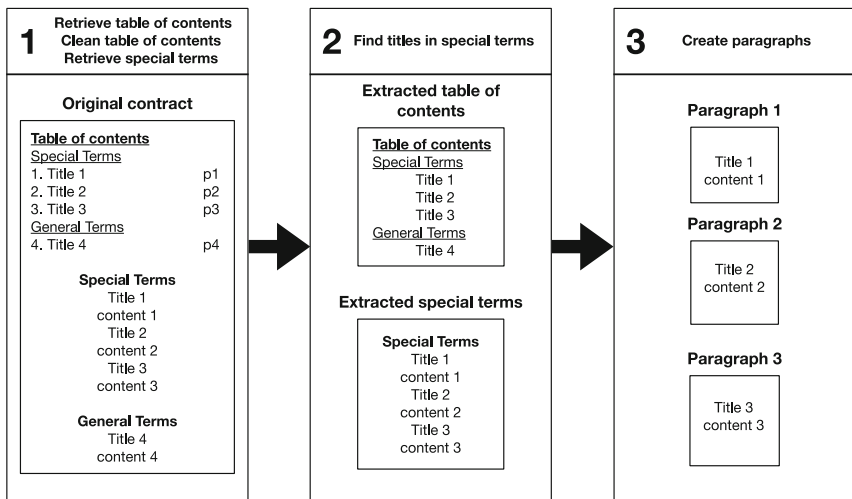 1
Retrieve table of contents
Clean table of contents
Retrieve special terms
Original contract
Table of contents
Special Terms
1. Title 1 p1
2. Title 2 p2
3. Title 3 p3
General Terms
4. Title 4 p4
Special Terms
Title 1
content 1
Title 2
content 2
Title 3
content 3
General Terms
Title 4
content 4
2
Find titles in special terms
Extracted table of
contents
Table of contents
Special Terms
Title 1
Title 2
Title 3
General Terms
Title 4
Extracted special terms
Special Terms
Title 1
content 1
Title 2
content 2
Title 3
content 3
3
Create paragraphs
Paragraph 1
Title 1
content 1
Paragraph 2
Title 2
content 2
Paragraph 3
Title 3
content 3